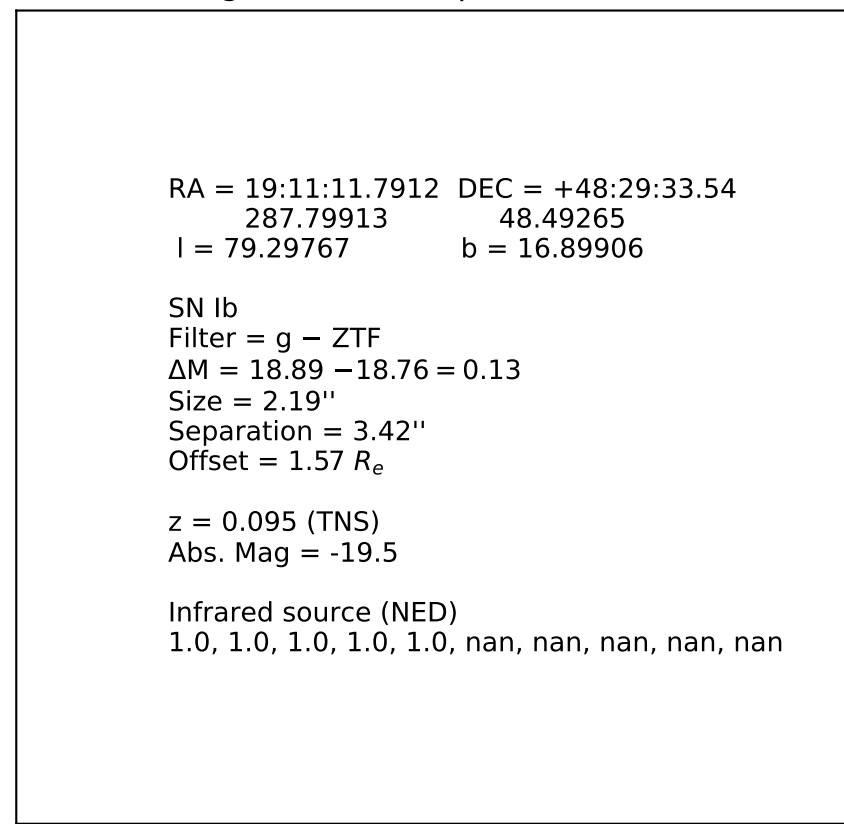 RA = 19:11:11.7912  DEC = +48:29:33.54
287.79913 48.49265
l = 79.29767 b = 16.89906
SN Ib
Filter = g − ZTF
ΔM = 18.89 −18.76 = 0.13
Size = 2.19''
Separation = 3.42''
Offset = 1.57 Rₑ
z = 0.095 (TNS)
Abs. Mag = -19.5
Infrared source (NED)
1.0, 1.0, 1.0, 1.0, 1.0, nan, nan, nan, nan, nan